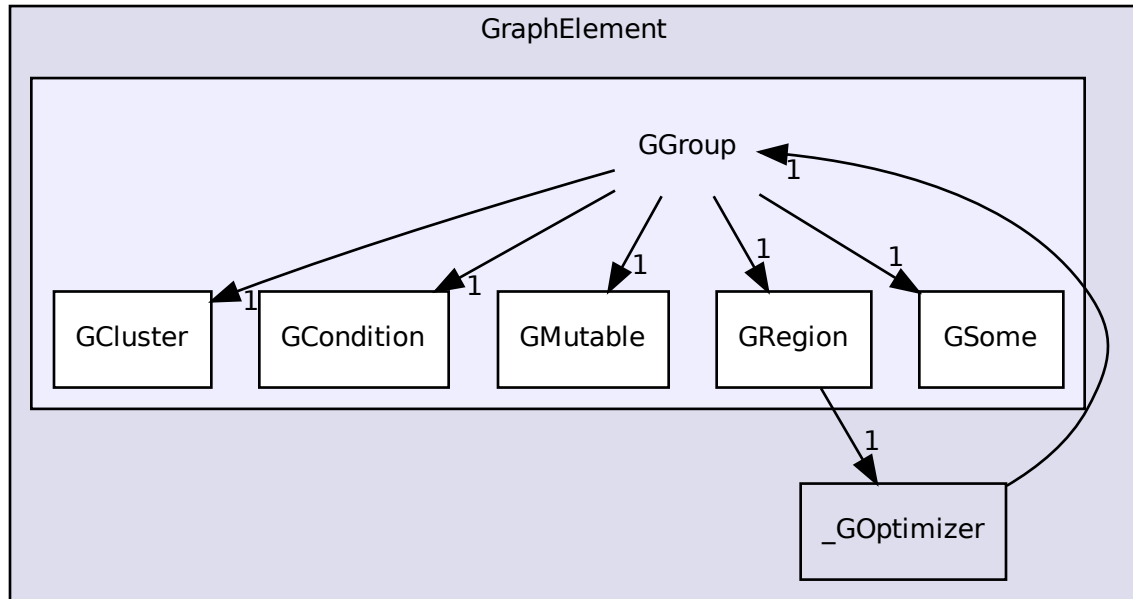 GraphElement
GGroup
1
1
1
1
1
1
GCluster
GCondition
GMutable
GRegion
GSome
1
_GOptimizer